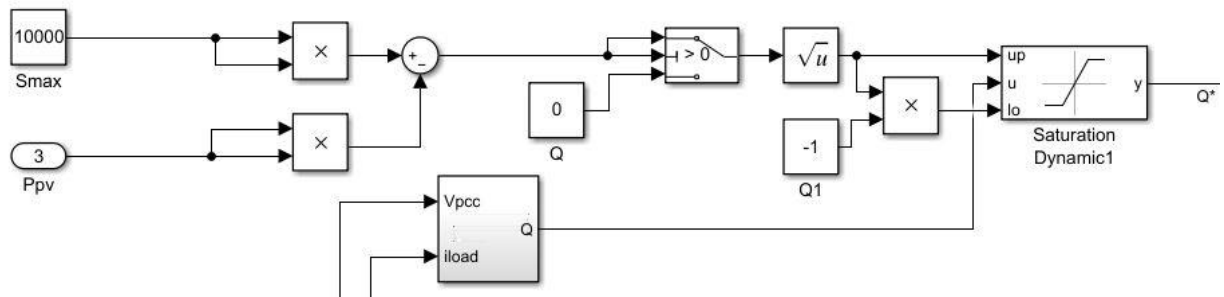 10000
Smax
×
+
−
> 0
√u
up
u
lo
y
Q*
Saturation
Dynamic1
×
0
Q
-1
Q1
3
Ppv
×
Vpcc
Q
iload